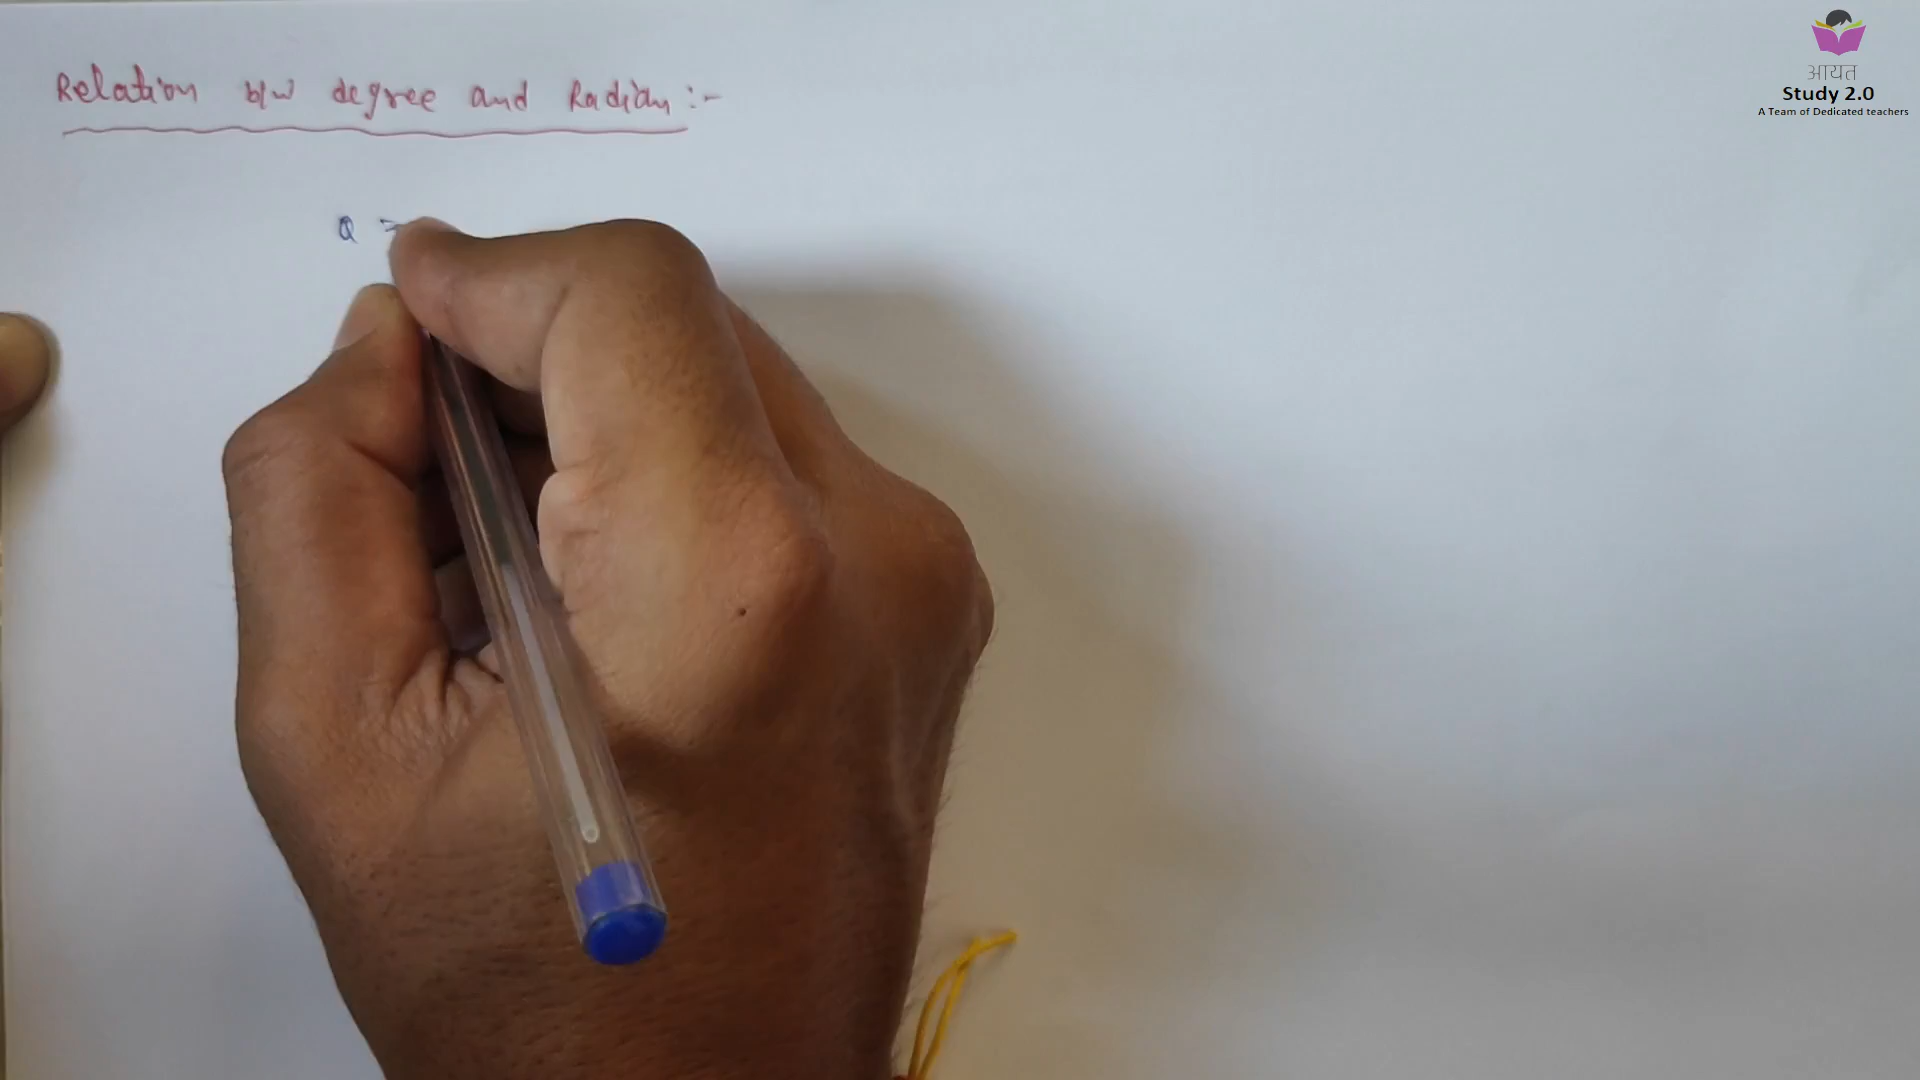 Relation b/w degree and Radian :-
θ =
आयत
Study 2.0
A Team of Dedicated teachers